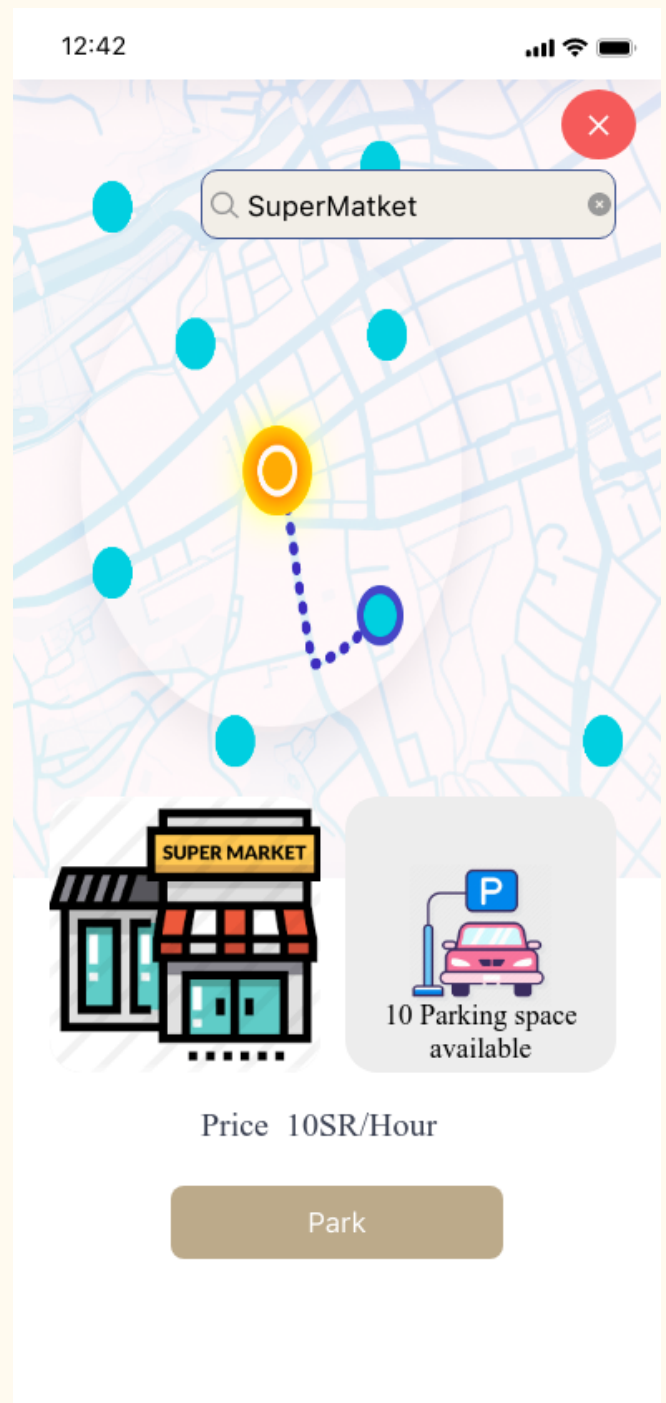 12:42
SuperMatket
SUPER MARKET
P
10 Parking space
available
Price 10SR/Hour
Park